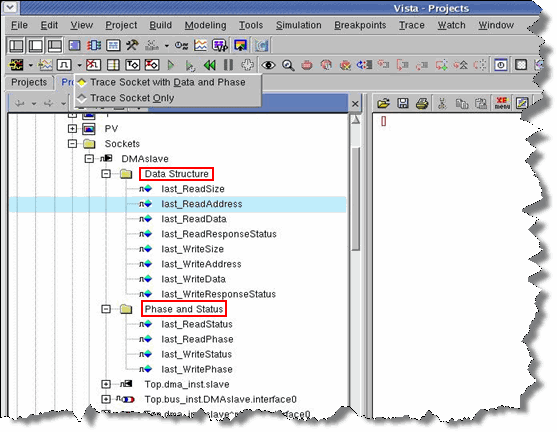 Vista - Projects
File Edit View Project Build Modeling Tools Simulation Breakpoints Trace Watch Window
Projects
Trace Socket with Data and Phase
Trace Socket Only
PV
Sockets
DMAslave
Data Structure
last_ReadSize
last_ReadAddress
last_ReadData
last_ReadResponseStatus
last_WriteSize
last_WriteAddress
last_WriteData
last_WriteResponseStatus
Phase and Status
last_ReadStatus
last_ReadPhase
last_WriteStatus
last_WritePhase
Top.dma_inst.slave
Top.bus_inst.DMAslave.interface0
XE
menu